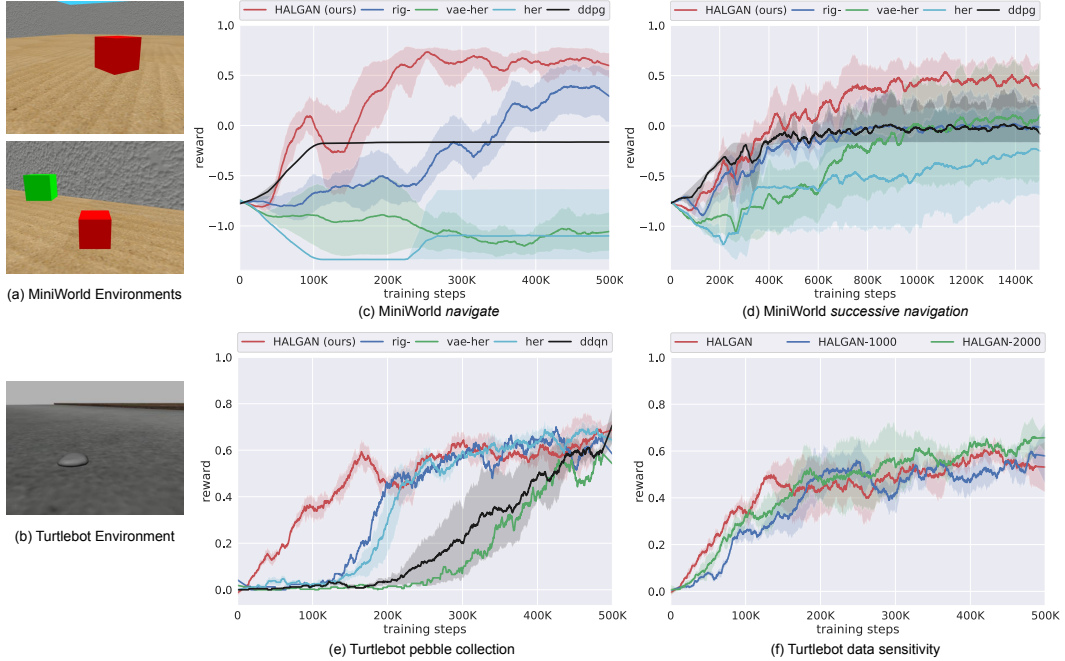 HALGAN (ours) rig- vae-her her ddpg
1.0
0.5
0.0
−0.5
−1.0
reward
0 100K 200K 300K 400K 500K
training steps
(c) MiniWorld navigate
HALGAN (ours) rig- vae-her her ddpg
1.0
0.5
0.0
−0.5
−1.0
reward
0 200K 400K 600K 800K 1000K 1200K 1400K
training steps
(d) MiniWorld successive navigation
(a) MiniWorld Environments
(b) Turtlebot Environment
HALGAN (ours) rig- vae-her her ddqn
1.0
0.8
0.6
0.4
0.2
0.0
reward
0 100K 200K 300K 400K 500K
training steps
(e) Turtlebot pebble collection
HALGAN HALGAN-1000 HALGAN-2000
1.0
0.8
0.6
0.4
0.2
0.0
reward
0 100K 200K 300K 400K 500K
training steps
(f) Turtlebot data sensitivity